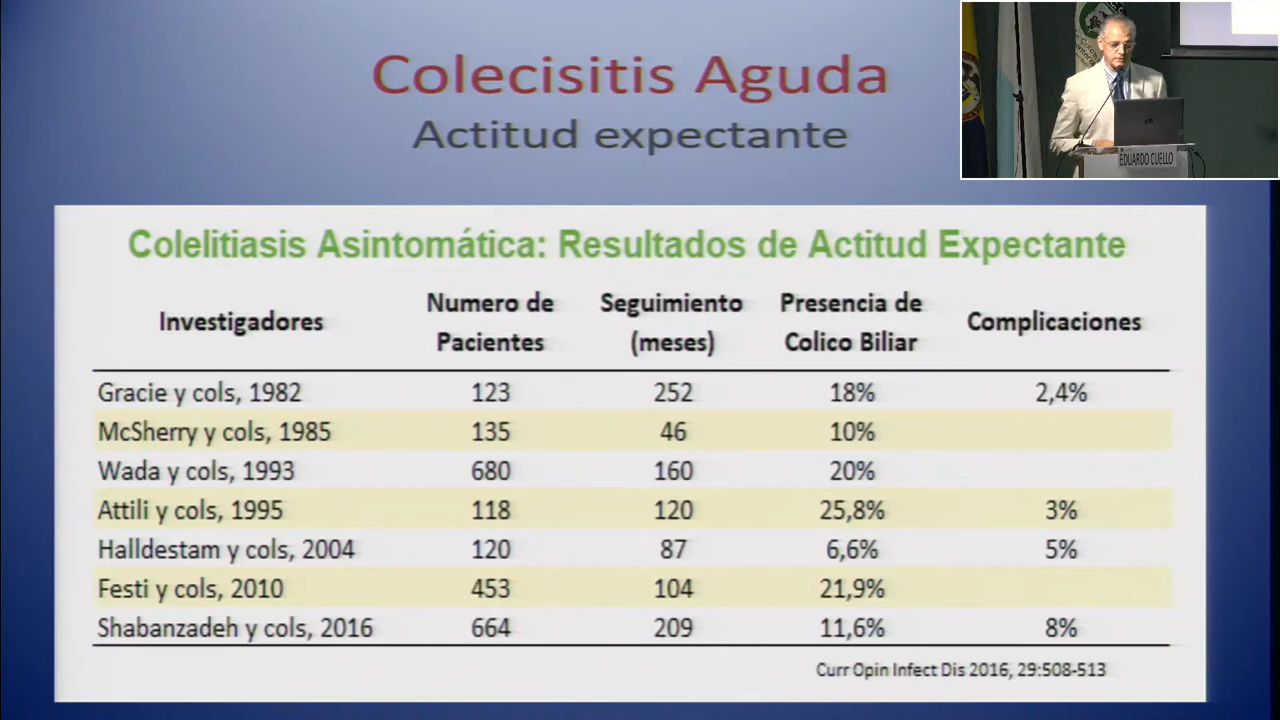 Colecisitis Aguda
Actitud expectante
EDUARDO CUELLO
Colelitiasis Asintomática: Resultados de Actitud Expectante
Investigadores Numero de Pacientes Seguimiento (meses) Presencia de Colico Biliar Complicaciones
Gracie y cols, 1982 123 252 18% 2,4%
McSherry y cols, 1985 135 46 10%
Wada y cols, 1993 680 160 20%
Attili y cols, 1995 118 120 25,8% 3%
Halldestam y cols, 2004 120 87 6,6% 5%
Festi y cols, 2010 453 104 21,9%
Shabanzadeh y cols, 2016 664 209 11,6% 8%
Curr Opin Infect Dis 2016, 29:508-513